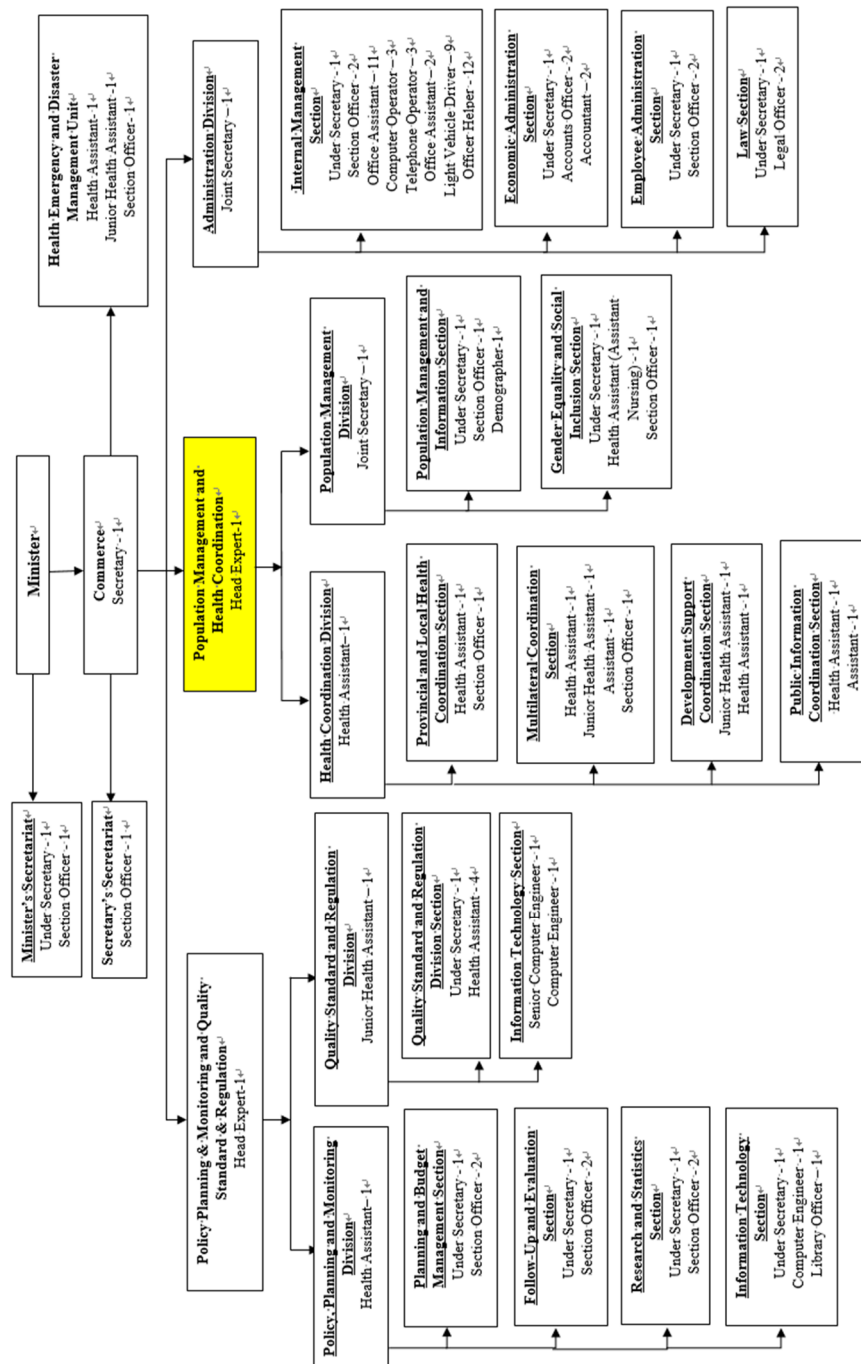 Minister
Minister's Secretariat
Under Secretary - 1
Section Officer - 1
Commerce
Secretary - 1
Secretary's Secretariat
Section Officer - 1
Health Emergency and Disaster
Management Unit
Health Assistant - 1
Junior Health Assistant - 1
Section Officer - 1
Policy Planning & Monitoring and Quality
Standard & Regulation
Head Expert-1
Population Management and
Health Coordination
Head Expert-1
Administration Division
Joint Secretary – 1
Policy, Planning and Monitoring
Division
Health Assistant– 1
Planning and Budget
Management Section
Under Secretary - 1
Section Officer - 2
Follow-Up and Evaluation
Section
Under Secretary - 1
Section Officer - 2
Research and Statistics
Section
Under Secretary - 1
Section Officer - 2
Information Technology
Section
Under Secretary - 1
Computer Engineer – 1
Library Officer – 1
Quality Standard and Regulation
Division
Junior Health Assistant – 1
Quality Standard and Regulation
Division Section
Under Secretary - 1
Health Assistant - 4
Information Technology Section
Senior Computer Engineer - 1
Computer Engineer - 1
Health Coordination Division
Health Assistant– 1
Provincial and Local Health
Coordination Section
Health Assistant - 1
Section Officer - 1
Multilateral Coordination
Section
Health Assistant - 1
Junior Health Assistant - 1
Assistant - 1
Section Officer - 1
Development Support
Coordination Section
Junior Health Assistant - 1
Health Assistant - 1
Public Information
Coordination Section
Health Assistant - 1
Assistant - 1
Population Management
Division
Joint Secretary – 1
Population Management and
Information Section
Under Secretary - 1
Section Officer - 1
Demographer-1
Gender Equality and Social
Inclusion Section
Under Secretary - 1
Health Assistant (Assistant
Nursing) - 1
Section Officer - 1
Internal Management
Section
Under Secretary - 1
Section Officer - 2
Office Assistant – 11
Computer Operator – 3
Telephone Operator – 3
Office Assistant – 2
Light Vehicle Driver – 9
Officer Helper - 12
Economic Administration
Section
Under Secretary - 1
Accounts Officer - 2
Accountant – 2
Employee Administration
Section
Under Secretary - 1
Section Officer - 2
Law Section
Under Secretary - 1
Legal Officer - 2